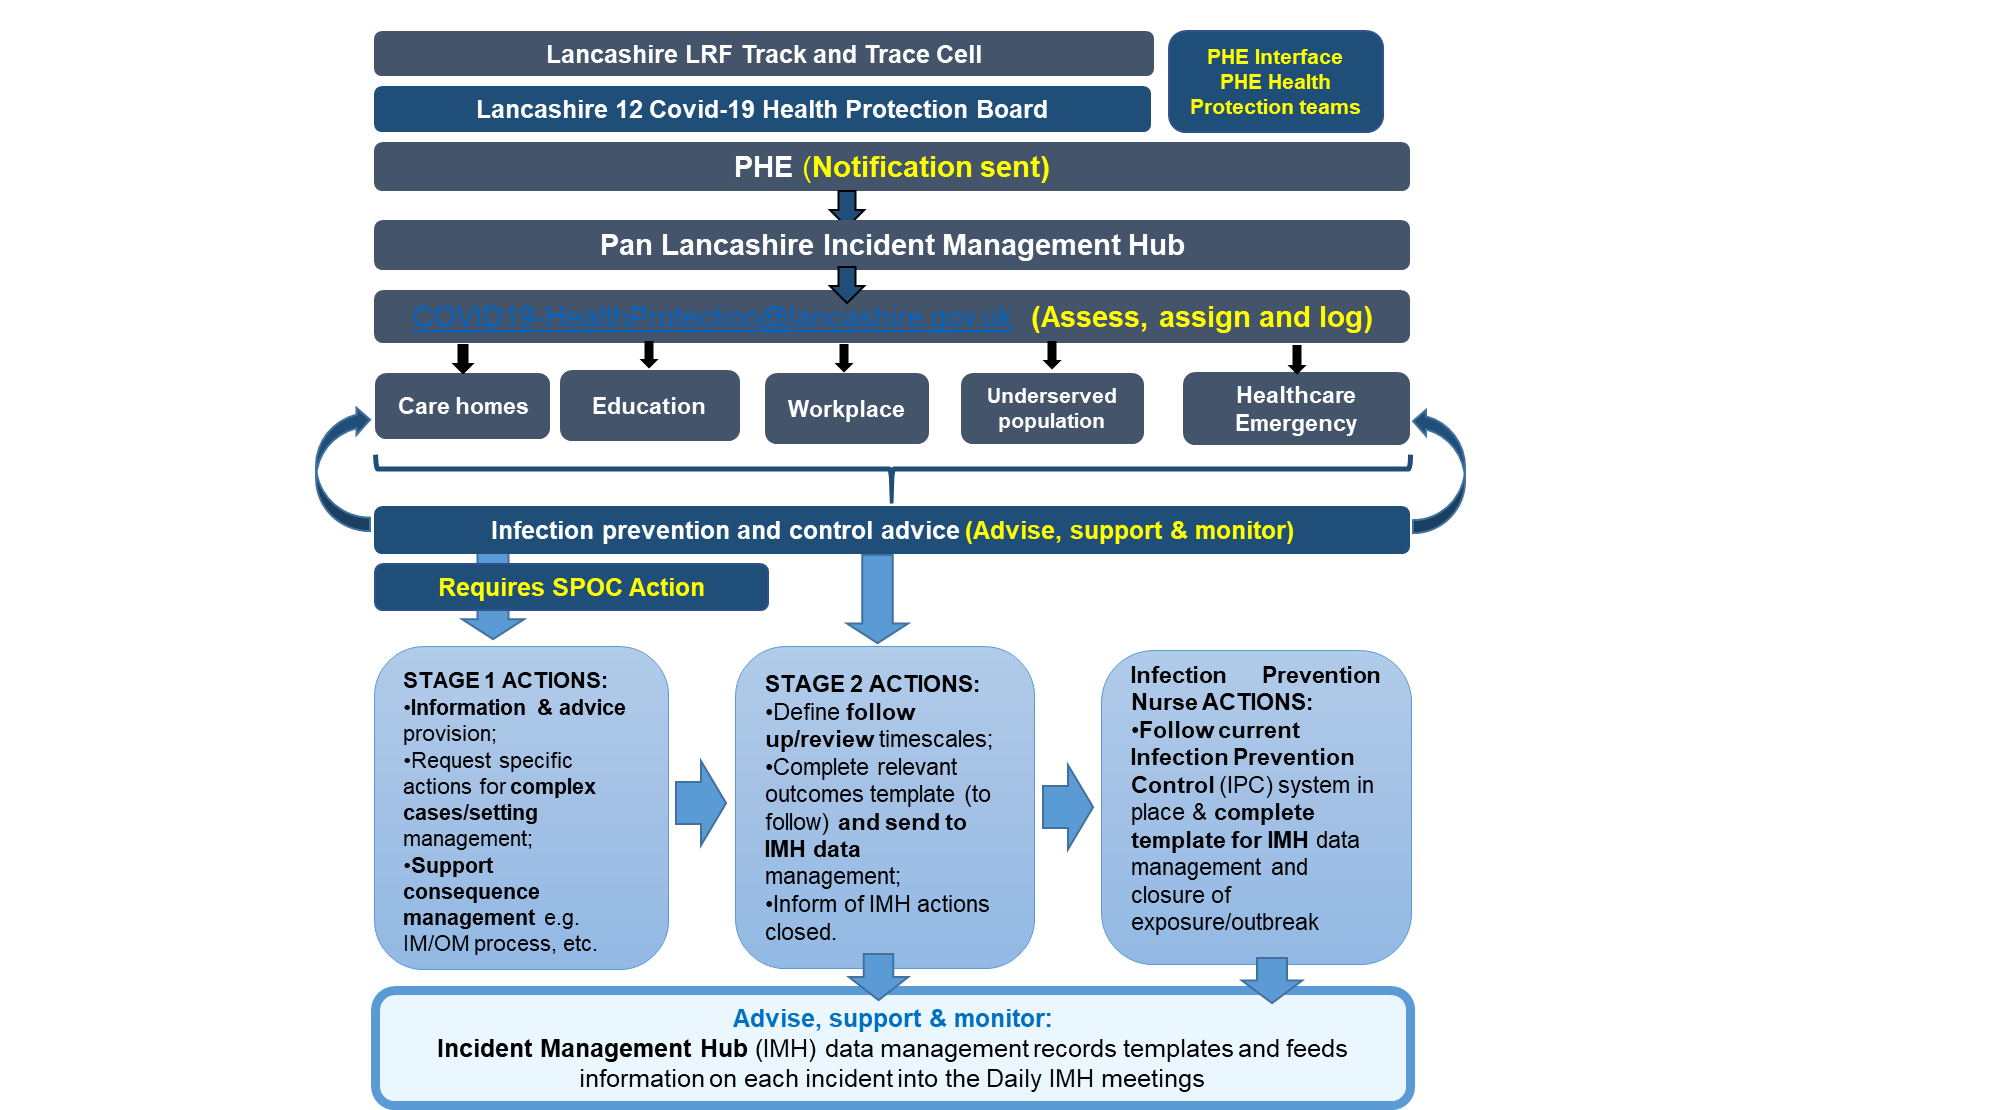 Lancashire LRF Track and Trace Cell
PHE Interface
PHE Health
Protection teams
Lancashire 12 Covid-19 Health Protection Board
PHE (Notification sent)
Pan Lancashire Incident Management Hub
COVID19-HealthProtection@lancashire.gov.uk (Assess, assign and log)
Care homes
Education
Workplace
Underserved
population
Healthcare
Emergency
Infection prevention and control advice (Advise, support & monitor)
Requires SPOC Action
STAGE 1 ACTIONS:
•Information & advice
provision;
•Request specific
actions for complex
cases/setting
management;
•Support
consequence
management e.g.
IM/OM process, etc.
STAGE 2 ACTIONS:
•Define follow
up/review timescales;
•Complete relevant
outcomes template (to
follow) and send to
IMH data
management;
•Inform of IMH actions
closed.
Infection Prevention
Nurse ACTIONS:
•Follow current
Infection Prevention
Control (IPC) system in
place & complete
template for IMH data
management and
closure of
exposure/outbreak
Advise, support & monitor:
Incident Management Hub (IMH) data management records templates and feeds
information on each incident into the Daily IMH meetings